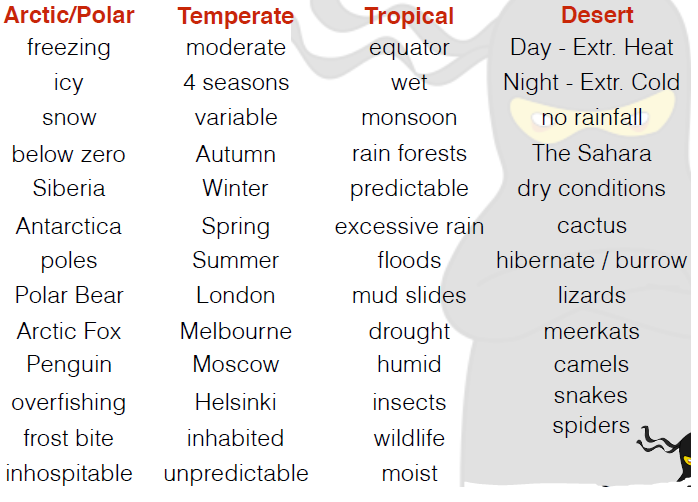 Arctic/Polar Temperate Tropical Desert
freezing moderate equator Day - Extr. Heat
icy 4 seasons wet Night - Extr. Cold
snow variable monsoon no rainfall
below zero Autumn rain forests The Sahara
Siberia Winter predictable dry conditions
Antarctica Spring excessive rain cactus
poles Summer floods hibernate / burrow
Polar Bear London mud slides lizards
Arctic Fox Melbourne drought meerkats
Penguin Moscow humid camels
overfishing Helsinki insects snakes
frost bite inhabited wildlife spiders
inhospitable unpredictable moist